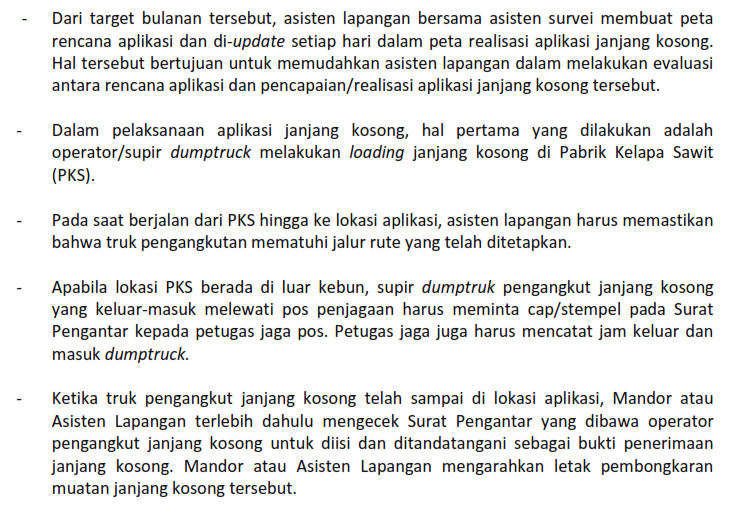 - Dari target bulanan tersebut, asisten lapangan bersama asisten survei membuat peta
rencana aplikasi dan di-update setiap hari dalam peta realisasi aplikasi janjang kosong.
Hal tersebut bertujuan untuk memudahkan asisten lapangan dalam melakukan evaluasi
antara rencana aplikasi dan pencapaian/realisasi aplikasi janjang kosong tersebut.
- Dalam pelaksanaan aplikasi janjang kosong, hal pertama yang dilakukan adalah
operator/supir dumptruck melakukan loading janjang kosong di Pabrik Kelapa Sawit
(PKS).
- Pada saat berjalan dari PKS hingga ke lokasi aplikasi, asisten lapangan harus memastikan
bahwa truk pengangkutan mematuhi jalur rute yang telah ditetapkan.
- Apabila lokasi PKS berada di luar kebun, supir dumptruk pengangkut janjang kosong
yang keluar-masuk melewati pos penjagaan harus meminta cap/stempel pada Surat
Pengantar kepada petugas jaga pos. Petugas jaga juga harus mencatat jam keluar dan
masuk dumptruck.
- Ketika truk pengangkut janjang kosong telah sampai di lokasi aplikasi, Mandor atau
Asisten Lapangan terlebih dahulu mengecek Surat Pengantar yang dibawa operator
pengangkut janjang kosong untuk diisi dan ditandatangani sebagai bukti penerimaan
janjang kosong. Mandor atau Asisten Lapangan mengarahkan letak pembongkaran
muatan janjang kosong tersebut.